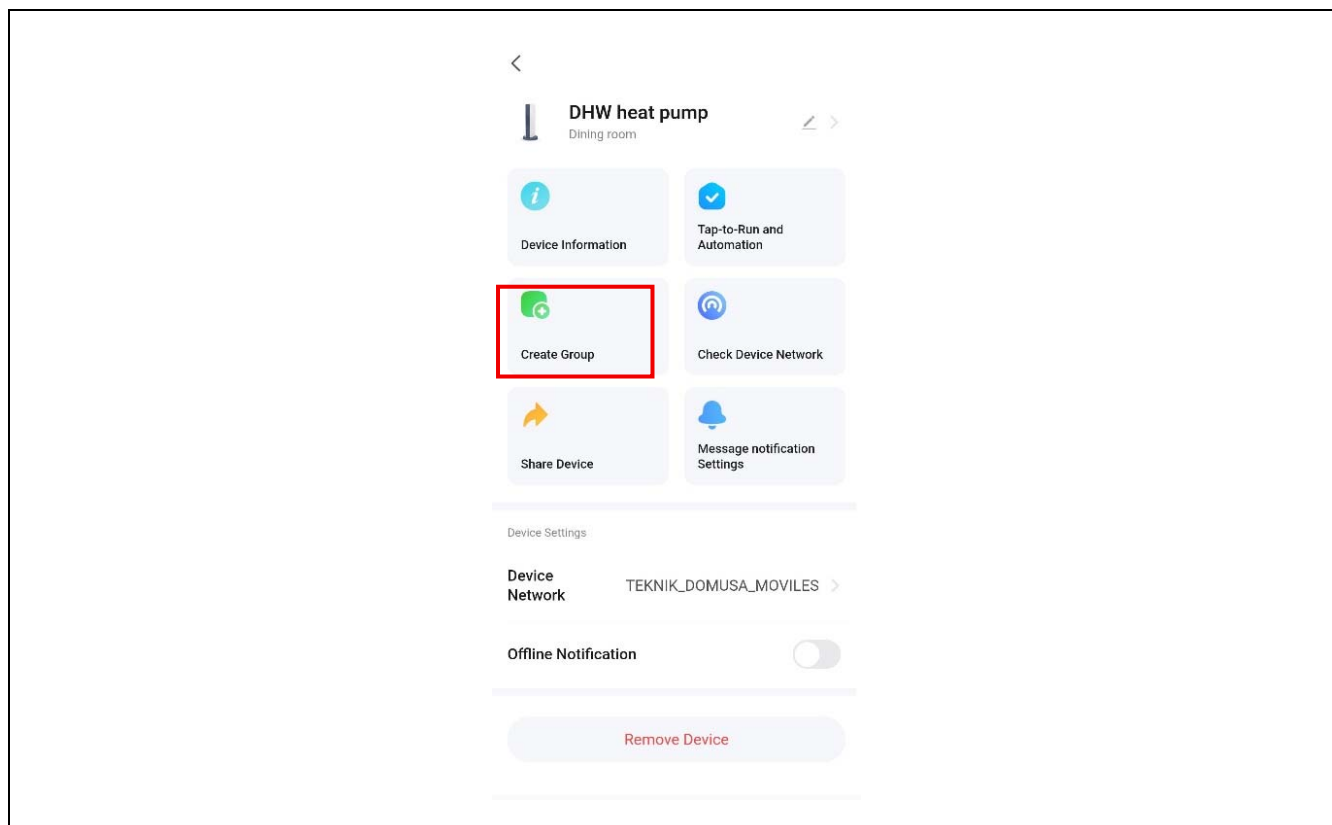 DHW heat pump
Dining room
Device Information
Tap-to-Run and
Automation
Create Group
Check Device Network
Share Device
Message notification
Settings
Device Settings
Device
Network
TEKNIK_DOMUSA_MOVILES
Offline Notification
Remove Device